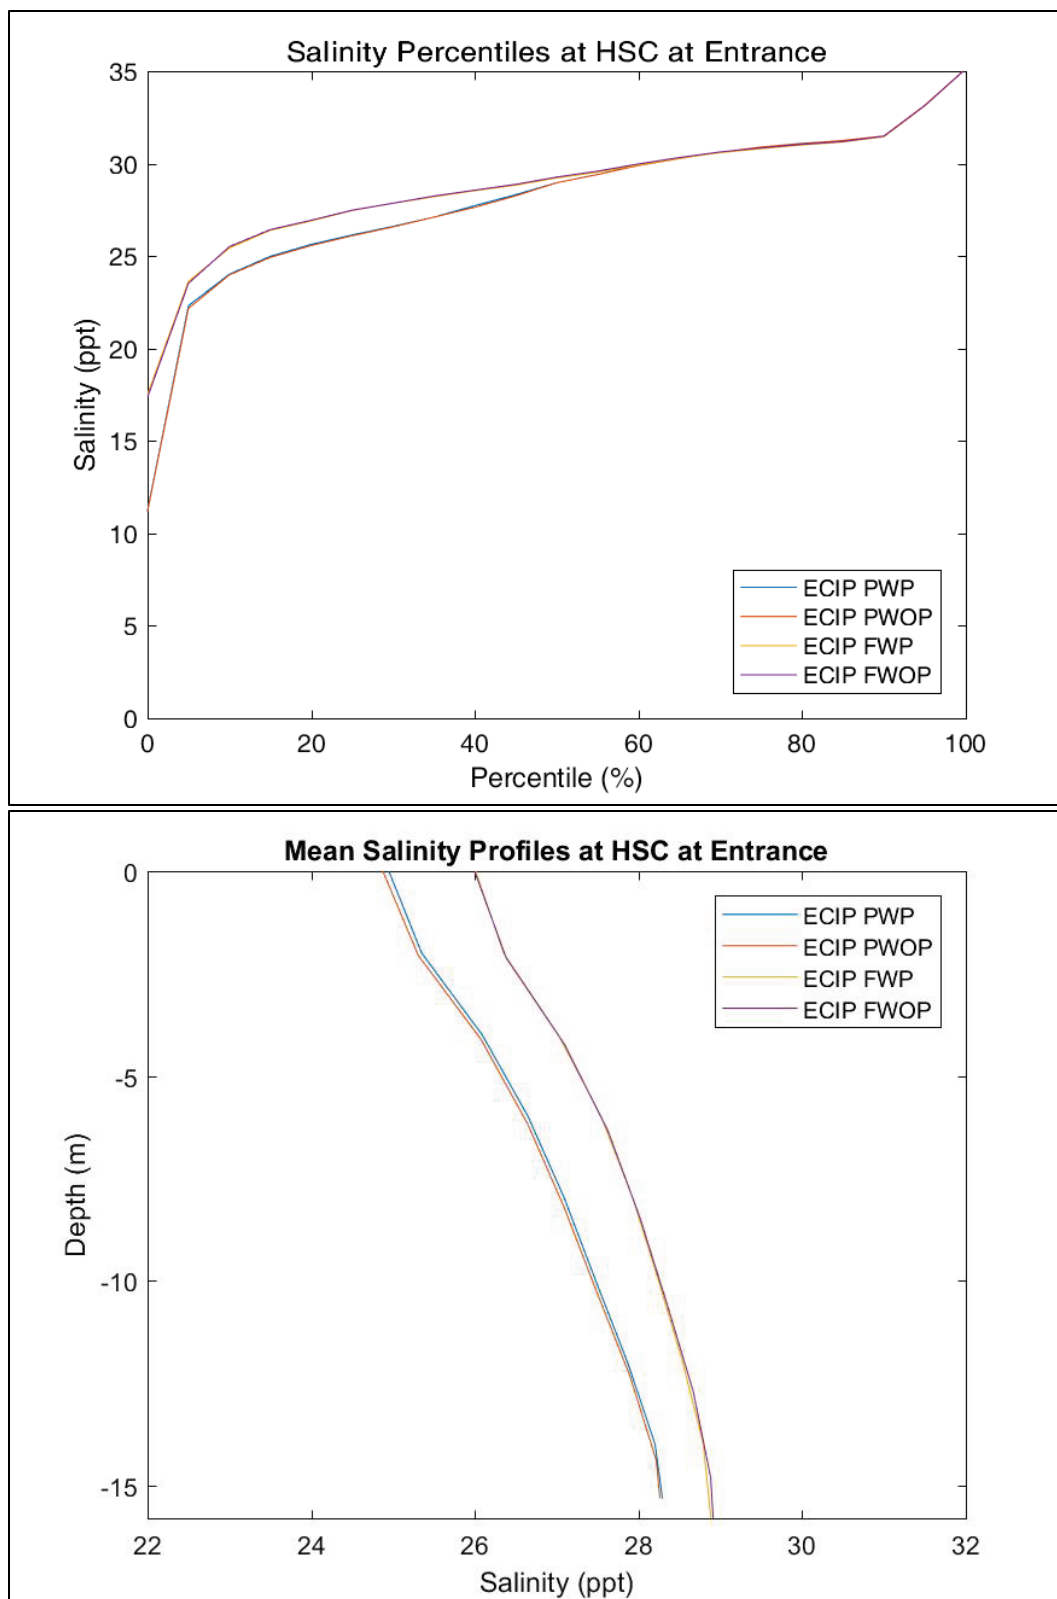 Salinity Percentiles at HSC at Entrance
35
30
25
20
15
10
5
0
Salinity (ppt)
ECIP PWP
ECIP PWOP
ECIP FWP
ECIP FWOP
0 20 40 60 80 100
Percentile (%)
Mean Salinity Profiles at HSC at Entrance
0
-5
-10
-15
Depth (m)
ECIP PWP
ECIP PWOP
ECIP FWP
ECIP FWOP
22 24 26 28 30 32
Salinity (ppt)